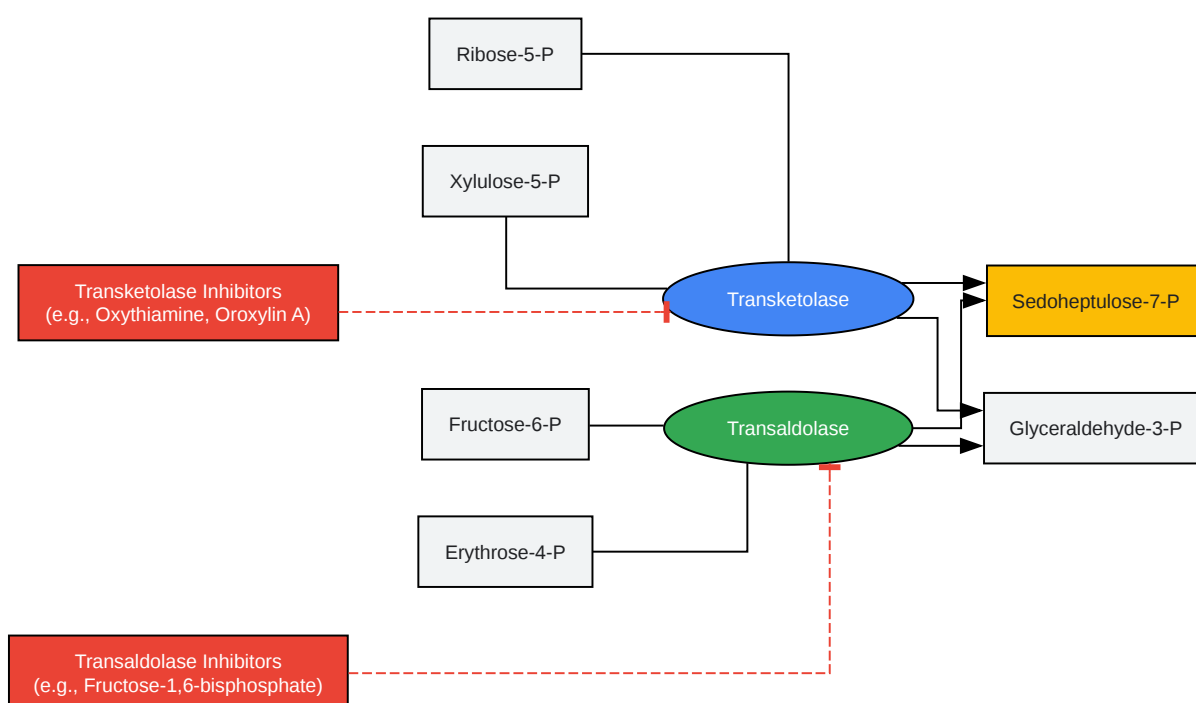 Ribose-5-P
Xylulose-5-P
Transketolase Inhibitors
(e.g., Oxythiamine, Oroxylin A)
Transketolase
Sedoheptulose-7-P
Fructose-6-P
Transaldolase
Glyceraldehyde-3-P
Erythrose-4-P
Transaldolase Inhibitors
(e.g., Fructose-1,6-bisphosphate)